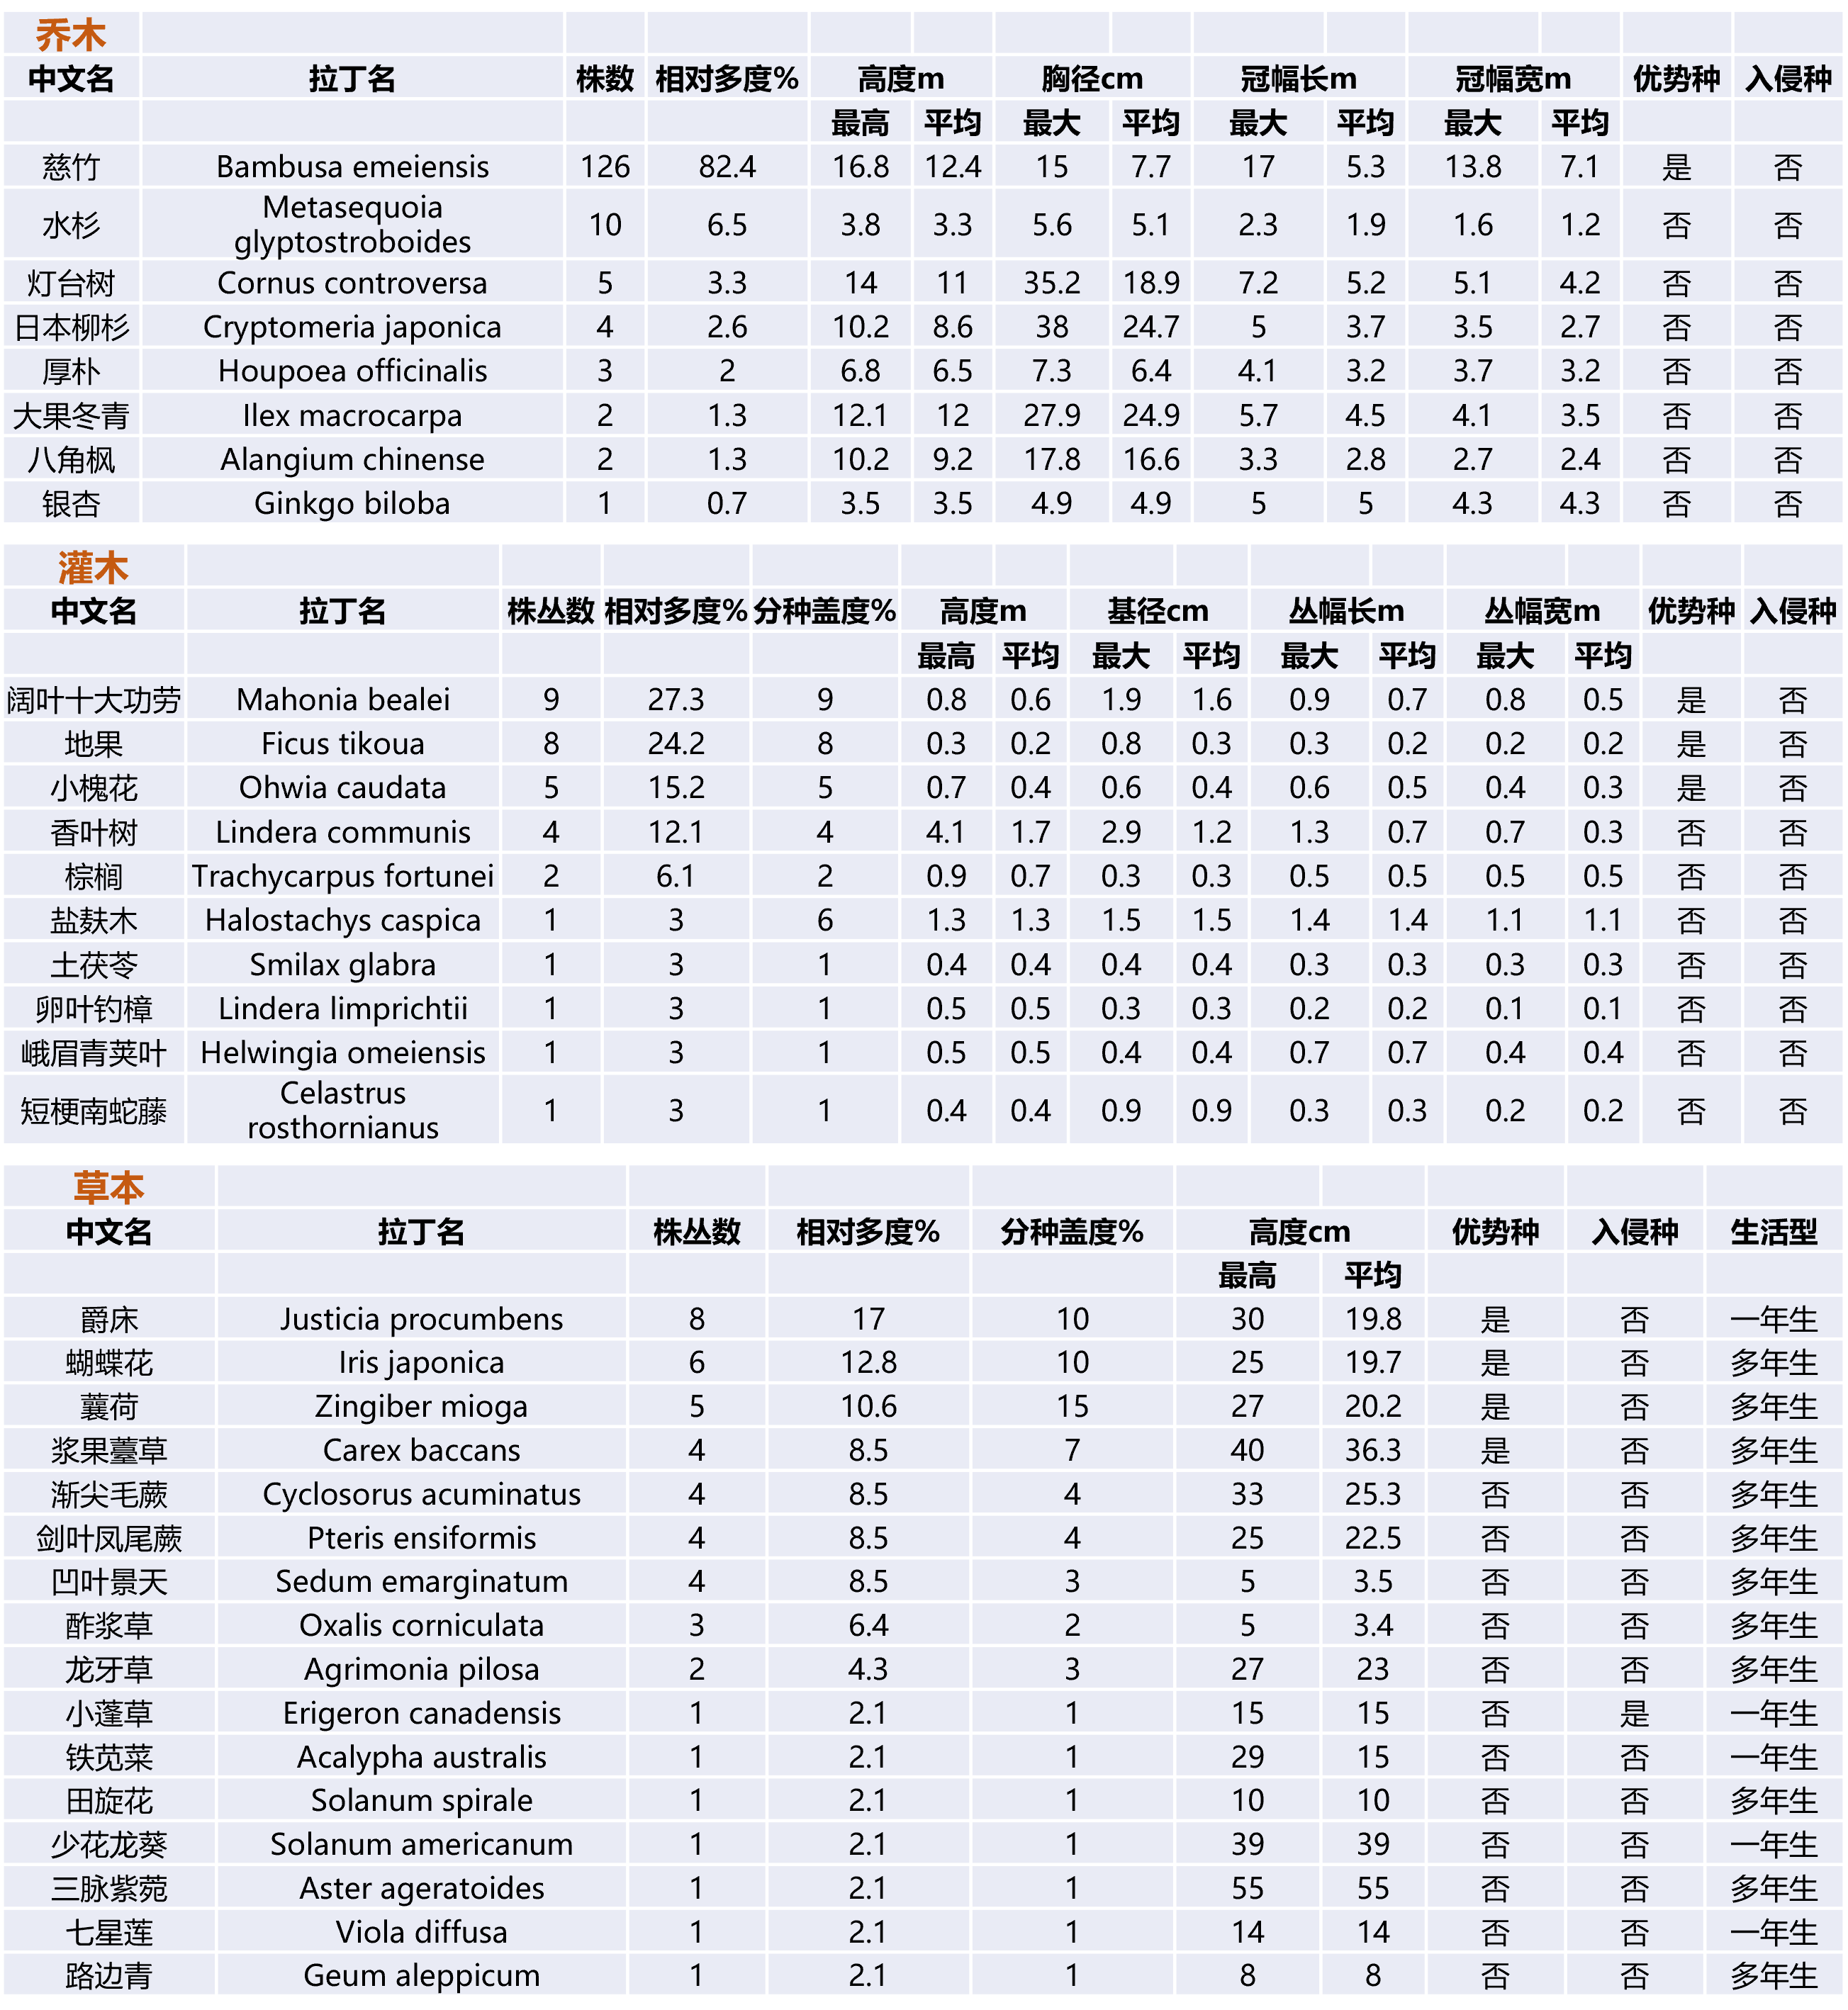 乔木
中文名 拉丁名 株数 相对多度% 高度m 胸径cm 冠幅长m 冠幅宽m 优势种 入侵种
最高 平均 最大 平均 最大 平均 最大 平均
慈竹 Bambusa emeiensis 126 82.4 16.8 12.4 15 7.7 17 5.3 13.8 7.1 是 否
水杉 Metasequoia glyptostroboides 10 6.5 3.8 3.3 5.6 5.1 2.3 1.9 1.6 1.2 否 否
灯台树 Cornus controversa 5 3.3 14 11 35.2 18.9 7.2 5.2 5.1 4.2 否 否
日本柳杉 Cryptomeria japonica 4 2.6 10.2 8.6 38 24.7 5 3.7 3.5 2.7 否 否
厚朴 Houpoea officinalis 3 2 6.8 6.5 7.3 6.4 4.1 3.2 3.7 3.2 否 否
大果冬青 Ilex macrocarpa 2 1.3 12.1 12 27.9 24.9 5.7 4.5 4.1 3.5 否 否
八角枫 Alangium chinense 2 1.3 10.2 9.2 17.8 16.6 3.3 2.8 2.7 2.4 否 否
银杏 Ginkgo biloba 1 0.7 3.5 3.5 4.9 4.9 5 5 4.3 4.3 否 否
灌木
中文名 拉丁名 株丛数 相对多度% 分种盖度% 高度m 基径cm 丛幅长m 丛幅宽m 优势种 入侵种
最高 平均 最大 平均 最大 平均 最大 平均
阔叶十大功劳 Mahonia bealei 9 27.3 9 0.8 0.6 1.9 1.6 0.9 0.7 0.8 0.5 是 否
地果 Ficus tikoua 8 24.2 8 0.3 0.2 0.8 0.3 0.3 0.2 0.2 0.2 是 否
小槐花 Ohwia caudata 5 15.2 5 0.7 0.4 0.6 0.4 0.6 0.5 0.4 0.3 是 否
香叶树 Lindera communis 4 12.1 4 4.1 1.7 2.9 1.2 1.3 0.7 0.7 0.3 否 否
棕榈 Trachycarpus fortunei 2 6.1 2 0.9 0.7 0.3 0.3 0.5 0.5 0.5 0.5 否 否
盐麸木 Halostachys caspica 1 3 6 1.3 1.3 1.5 1.5 1.4 1.4 1.1 1.1 否 否
土茯苓 Smilax glabra 1 3 1 0.4 0.4 0.4 0.4 0.3 0.3 0.3 0.3 否 否
卵叶钓樟 Lindera limprichtii 1 3 1 0.5 0.5 0.3 0.3 0.2 0.2 0.1 0.1 否 否
峨眉青荚叶 Helwingia omeiensis 1 3 1 0.5 0.5 0.4 0.4 0.7 0.7 0.4 0.4 否 否
短梗南蛇藤 Celastrus rosthornianus 1 3 1 0.4 0.4 0.9 0.9 0.3 0.3 0.2 0.2 否 否
草本
中文名 拉丁名 株丛数 相对多度% 分种盖度% 高度cm 优势种 入侵种 生活型
最高 平均
爵床 Justicia procumbens 8 17 10 30 19.8 是 否 一年生
蝴蝶花 Iris japonica 6 12.8 10 25 19.7 是 否 多年生
蘘荷 Zingiber mioga 5 10.6 15 27 20.2 是 否 多年生
浆果薹草 Carex baccans 4 8.5 7 40 36.3 是 否 多年生
渐尖毛蕨 Cyclosorus acuminatus 4 8.5 4 33 25.3 否 否 多年生
剑叶凤尾蕨 Pteris ensiformis 4 8.5 4 25 22.5 否 否 多年生
凹叶景天 Sedum emarginatum 4 8.5 3 5 3.5 否 否 多年生
酢浆草 Oxalis corniculata 3 6.4 2 5 3.4 否 否 多年生
龙牙草 Agrimonia pilosa 2 4.3 3 27 23 否 否 多年生
小蓬草 Erigeron canadensis 1 2.1 1 15 15 否 是 一年生
铁苋菜 Acalypha australis 1 2.1 1 29 15 否 否 一年生
田旋花 Solanum spirale 1 2.1 1 10 10 否 否 多年生
少花龙葵 Solanum americanum 1 2.1 1 39 39 否 否 一年生
三脉紫菀 Aster ageratoides 1 2.1 1 55 55 否 否 多年生
七星莲 Viola diffusa 1 2.1 1 14 14 否 否 一年生
路边青 Geum aleppicum 1 2.1 1 8 8 否 否 多年生